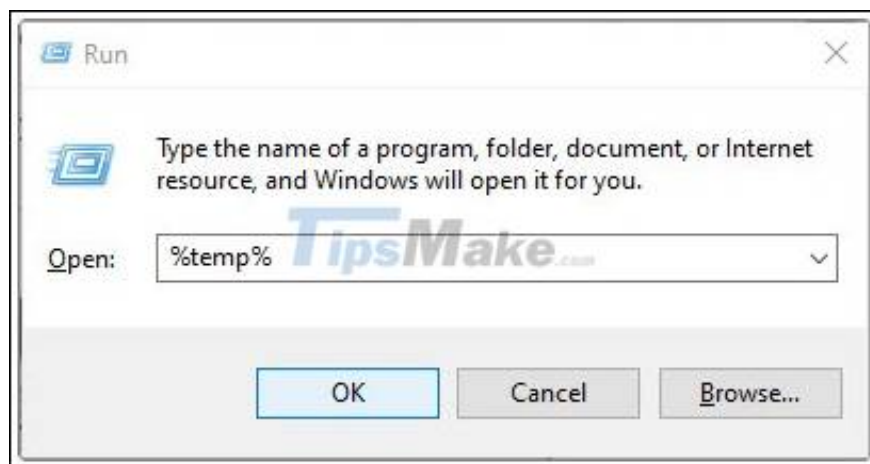 Run
Type the name of a program, folder, document, or Internet
resource, and Windows will open it for you.
TipsMake.com
Open: %temp%
OK Cancel Browse...